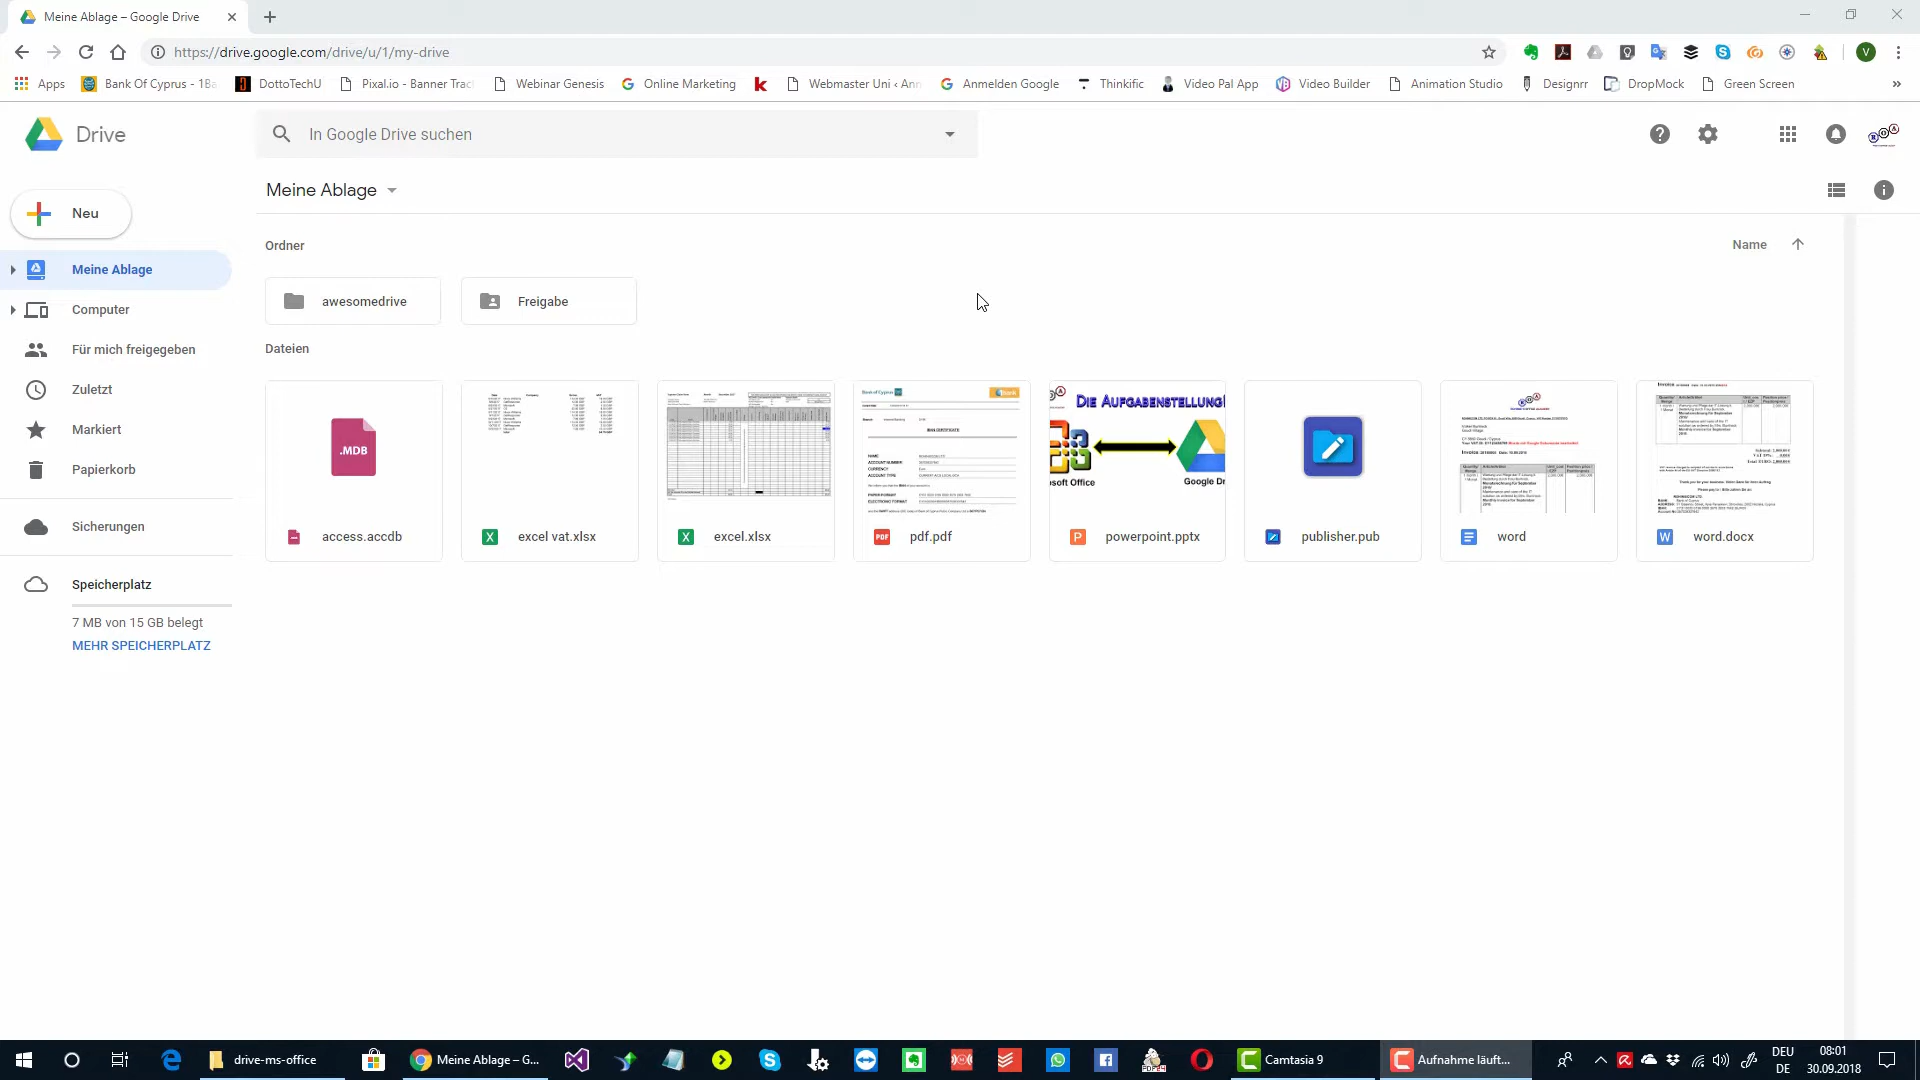 Meine Ablage – Google Drive
https://drive.google.com/drive/u/1/my-drive
Apps
Bank Of Cyprus - 1Ba
DottoTechU
Pixal.io - Banner Trac
Webinar Genesis
Online Marketing
Webmaster Uni ‹ Ann
Anmelden Google
Thinkific
Video Pal App
Video Builder
Animation Studio
Designrr
DropMock
Green Screen
»
Drive
In Google Drive suchen
Meine Ablage
Neu
Ordner
Name
Meine Ablage
awesomedrive
Freigabe
Computer
Dateien
Für mich freigegeben
Zuletzt
Markiert
Papierkorb
Sicherungen
Speicherplatz
7 MB von 15 GB belegt
MEHR SPEICHERPLATZ
.MDB
DIE AUFGABENSTELLUNG!
soft Office
Google Dr
access.accdb
excel vat.xlsx
excel.xlsx
PDF
pdf.pdf
powerpoint.pptx
publisher.pub
word
word.docx
drive-ms-office
Meine Ablage – G...
Camtasia 9
Aufnahme läuft...
DEU
DE
08:01
30.09.2018